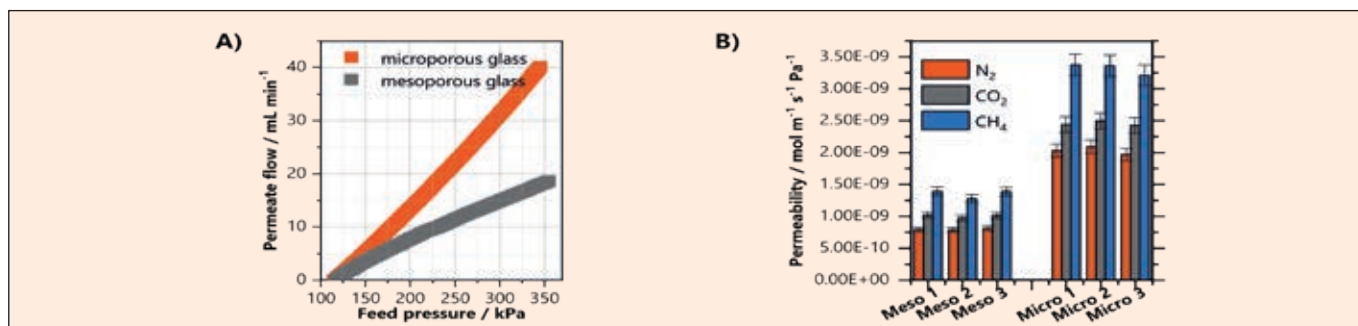 A)
microporous glass
mesoporous glass
Permeate flow / mL min⁻¹
40
30
20
10
0
100 150 200 250 300 350
Feed pressure / kPa
B)
N₂
CO₂
CH₄
Permeability / mol m⁻¹ s⁻¹ Pa⁻¹
3.50E-09
3.00E-09
2.50E-09
2.00E-09
1.50E-09
1.00E-09
5.00E-10
0.00E+00
Meso 1 Meso 2 Meso 3 Micro 1 Micro 2 Micro 3